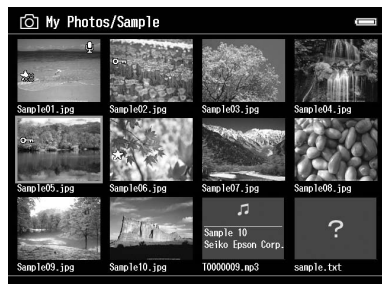 My Photos/Sample
Sample01.jpg
Sample02.jpg
Sample03.jpg
Sample04.jpg
Sample05.jpg
Sample06.jpg
Sample07.jpg
Sample08.jpg
Sample 10
Seiko Epson Corp.
Sample09.jpg
Sample10.jpg
T0000009.mp3
sample.txt